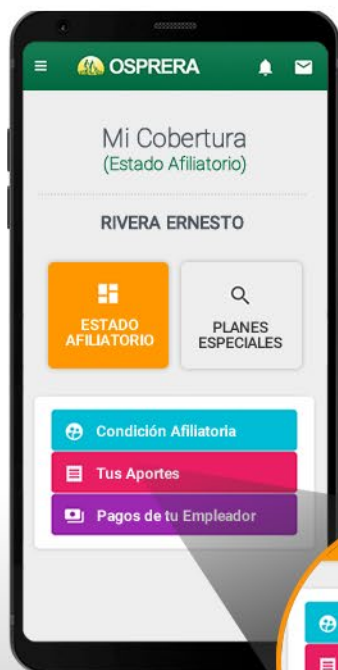 OSPRERA
Mi Cobertura
(Estado Afiliatorio)
RIVERA ERNESTO
ESTADO
AFILIATORIO
PLANES
ESPECIALES
Condición Afiliatoria
Tus Aportes
Pagos de tu Empleador